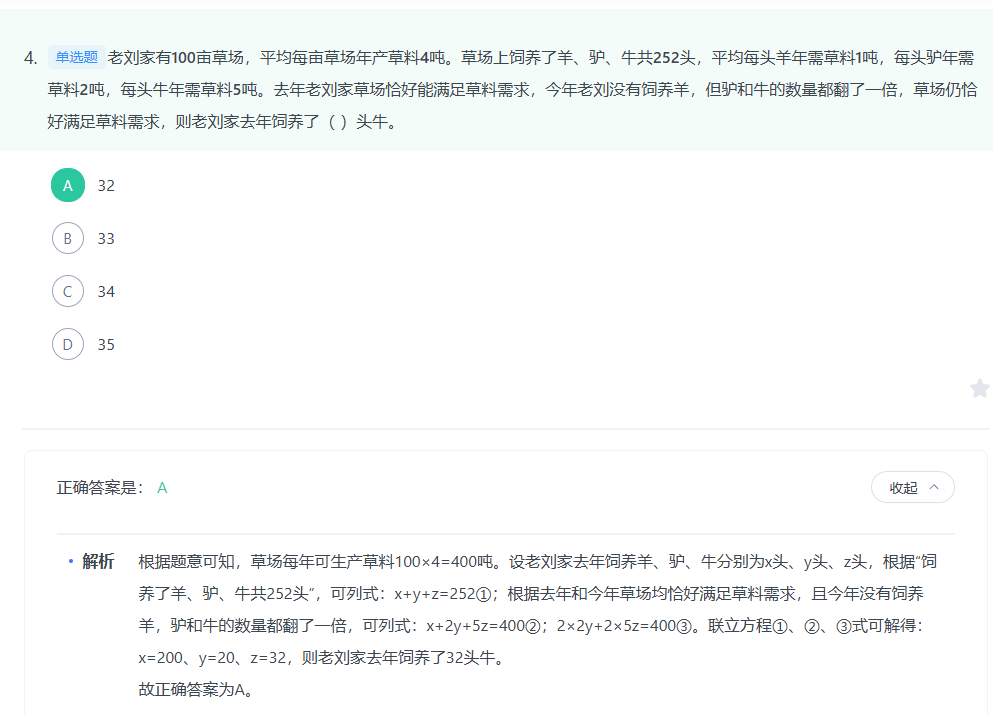 4. 单选题 老刘家有100亩草场，平均每亩草场年产草料4吨。草场上饲养了羊、驴、牛共252头，平均每头羊年需草料1吨，每头驴年需
草料2吨，每头牛年需草料5吨。去年老刘家草场恰好能满足草料需求，今年老刘没有饲养羊，但驴和牛的数量都翻了一倍，草场仍恰
好满足草料需求，则老刘家去年饲养了（ ）头牛。
A 32
B 33
C 34
D 35
正确答案是： A 收起
• 解析 根据题意可知，草场每年可生产草料100×4=400吨。设老刘家去年饲养羊、驴、牛分别为x头、y头、z头，根据“饲
养了羊、驴、牛共252头”，可列式：x+y+z=252①；根据去年和今年草场均恰好满足草料需求，且今年没有饲养
羊，驴和牛的数量都翻了一倍，可列式：x+2y+5z=400②；2×2y+2×5z=400③。联立方程①、②、③式可解得：
x=200、y=20、z=32，则老刘家去年饲养了32头牛。
故正确答案为A。